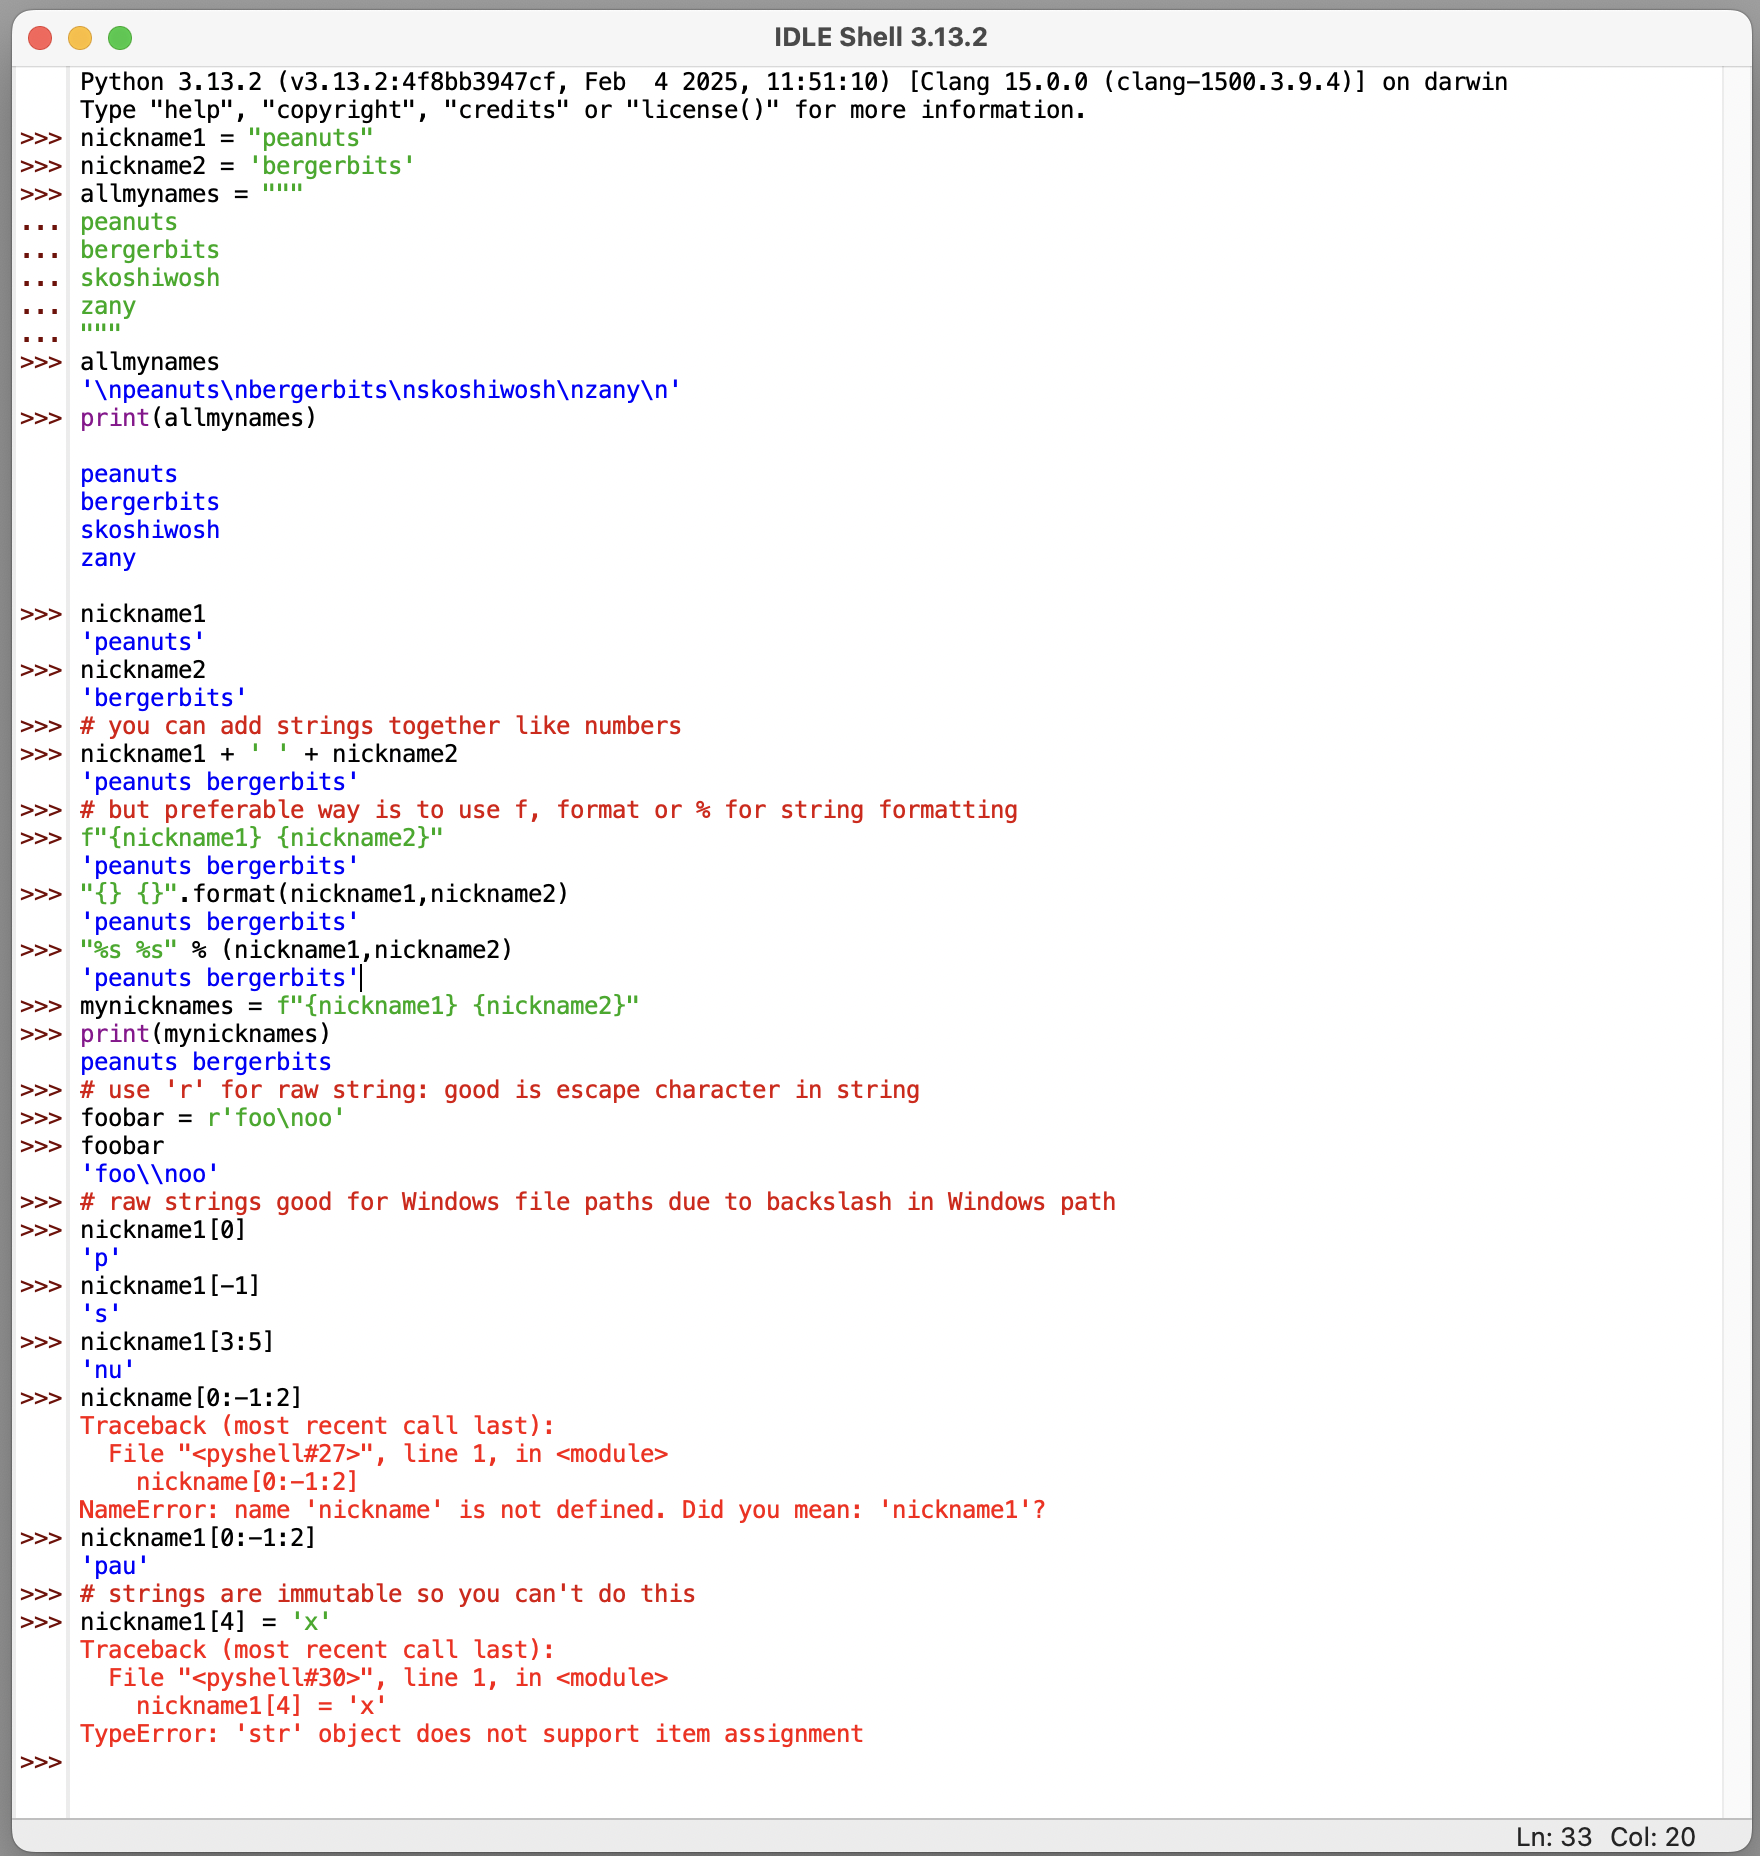 IDLE Shell 3.13.2
Python 3.13.2 (v3.13.2:4f8bb3947cf, Feb  4 2025, 11:51:10) [Clang 15.0.0 (clang-1500.3.9.4)] on darwin
Type "help", "copyright", "credits" or "license()" for more information.
>>> nickname1 = "peanuts"
>>> nickname2 = 'bergerbits'
>>> allmynames = """
... peanuts
... bergerbits
... skoshiwosh
... zany
... """
>>> allmynames
'\npeanuts\nbergerbits\nskoshiwosh\nzany\n'
>>> print(allmynames)
peanuts
bergerbits
skoshiwosh
zany
>>> nickname1
'peanuts'
>>> nickname2
'bergerbits'
>>> # you can add strings together like numbers
>>> nickname1 + ' ' + nickname2
'peanuts bergerbits'
>>> # but preferable way is to use f, format or % for string formatting
>>> f"{nickname1} {nickname2}"
'peanuts bergerbits'
>>> "{} {}".format(nickname1,nickname2)
'peanuts bergerbits'
>>> "%s %s" % (nickname1,nickname2)
'peanuts bergerbits'
>>> mynicknames = f"{nickname1} {nickname2}"
>>> print(mynicknames)
peanuts bergerbits
>>> # use 'r' for raw string: good is escape character in string
>>> foobar = r'foo\noo'
>>> foobar
'foo\\noo'
>>> # raw strings good for Windows file paths due to backslash in Windows path
>>> nickname1[0]
'p'
>>> nickname1[-1]
's'
>>> nickname1[3:5]
'nu'
>>> nickname[0:-1:2]
Traceback (most recent call last):
  File "<pyshell#27>", line 1, in <module>
    nickname[0:-1:2]
NameError: name 'nickname' is not defined. Did you mean: 'nickname1'?
>>> nickname1[0:-1:2]
'pau'
>>> # strings are immutable so you can't do this
>>> nickname1[4] = 'x'
Traceback (most recent call last):
  File "<pyshell#30>", line 1, in <module>
    nickname1[4] = 'x'
TypeError: 'str' object does not support item assignment
>>>
Ln: 33  Col: 20